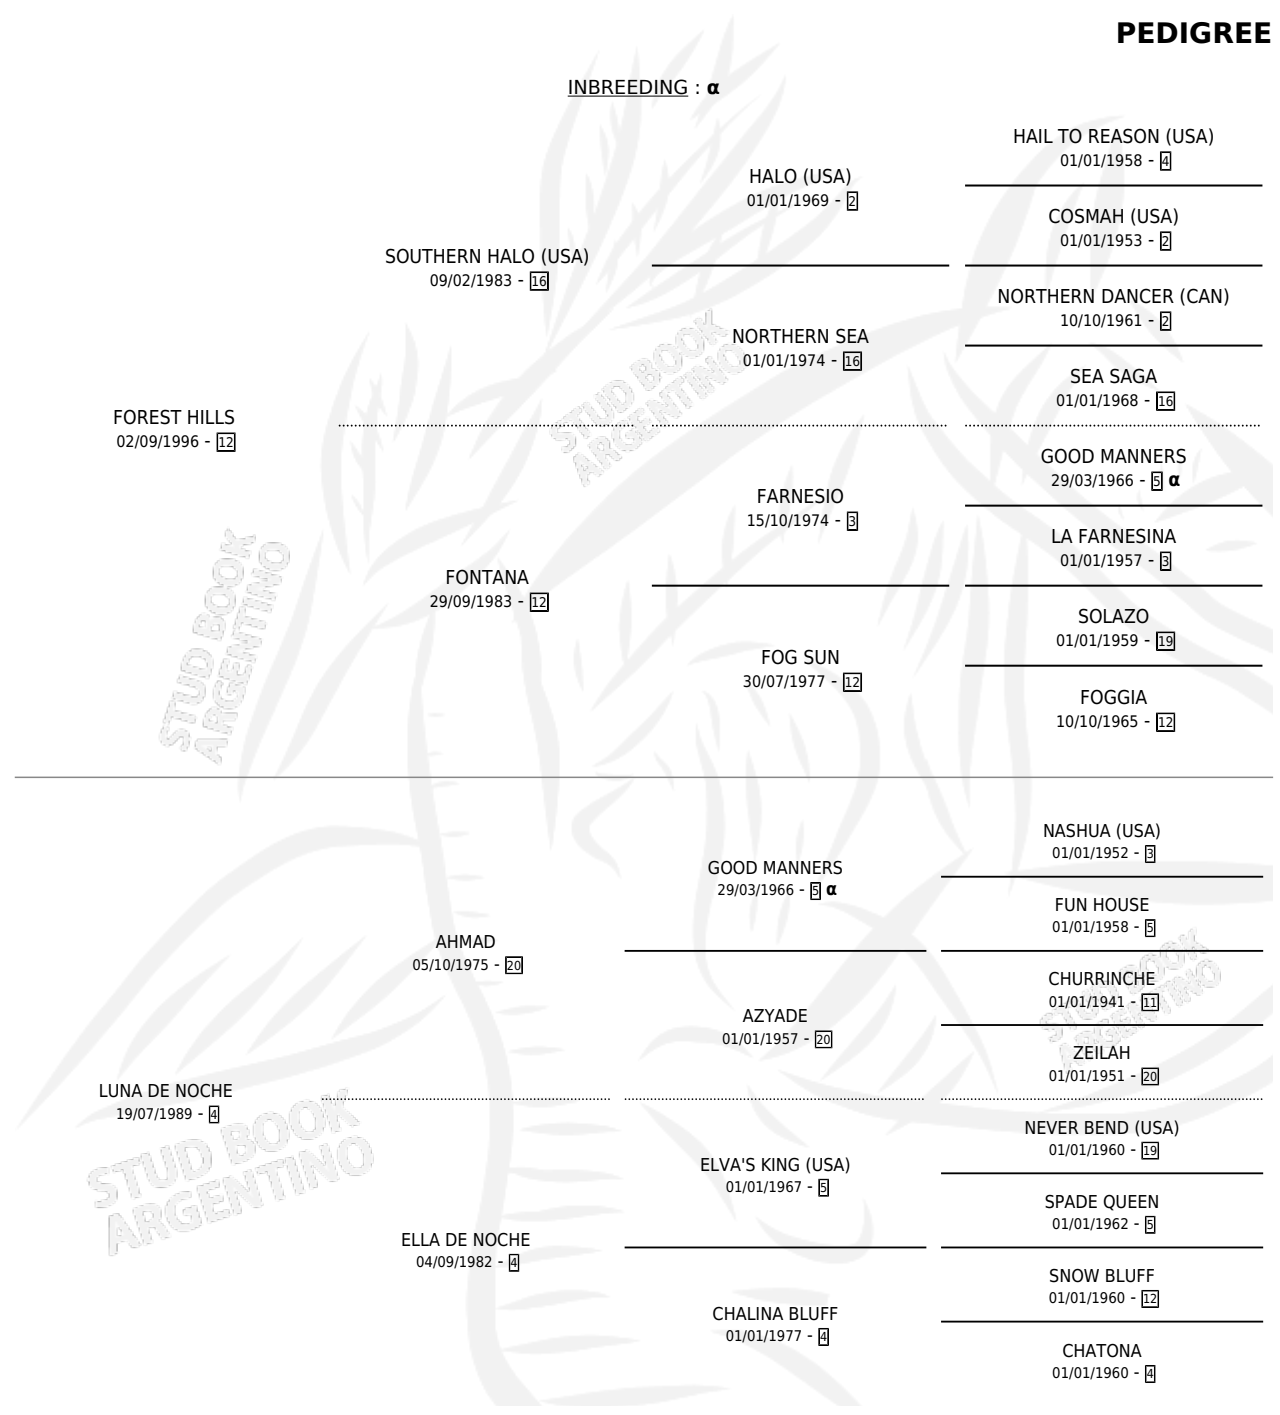 PEDIGREE
INBREEDING : α
HAIL TO REASON (USA)
01/01/1958 - 4
HALO (USA)
01/01/1969 - 2
COSMAH (USA)
01/01/1953 - 2
SOUTHERN HALO (USA)
09/02/1983 - 16
NORTHERN DANCER (CAN)
10/10/1961 - 2
NORTHERN SEA
01/01/1974 - 16
SEA SAGA
01/01/1968 - 16
FOREST HILLS
02/09/1996 - 12
GOOD MANNERS
29/03/1966 - 5 α
FARNESIO
15/10/1974 - 3
LA FARNESINA
01/01/1957 - 3
FONTANA
29/09/1983 - 12
SOLAZO
01/01/1959 - 19
FOG SUN
30/07/1977 - 12
FOGGIA
10/10/1965 - 12
NASHUA (USA)
01/01/1952 - 3
GOOD MANNERS
29/03/1966 - 5 α
FUN HOUSE
01/01/1958 - 5
AHMAD
05/10/1975 - 20
CHURRINCHE
01/01/1941 - 11
AZYADE
01/01/1957 - 20
ZEILAH
01/01/1951 - 20
LUNA DE NOCHE
19/07/1989 - 4
NEVER BEND (USA)
01/01/1960 - 19
ELVA'S KING (USA)
01/01/1967 - 5
SPADE QUEEN
01/01/1962 - 5
ELLA DE NOCHE
04/09/1982 - 4
SNOW BLUFF
01/01/1960 - 12
CHALINA BLUFF
01/01/1977 - 4
CHATONA
01/01/1960 - 4
STUD BOOK
ARGENTINO
STUD BOOK
ARGENTINO
STUD BOOK
ARGENTINO
STUD BOOK
ARGENTINO